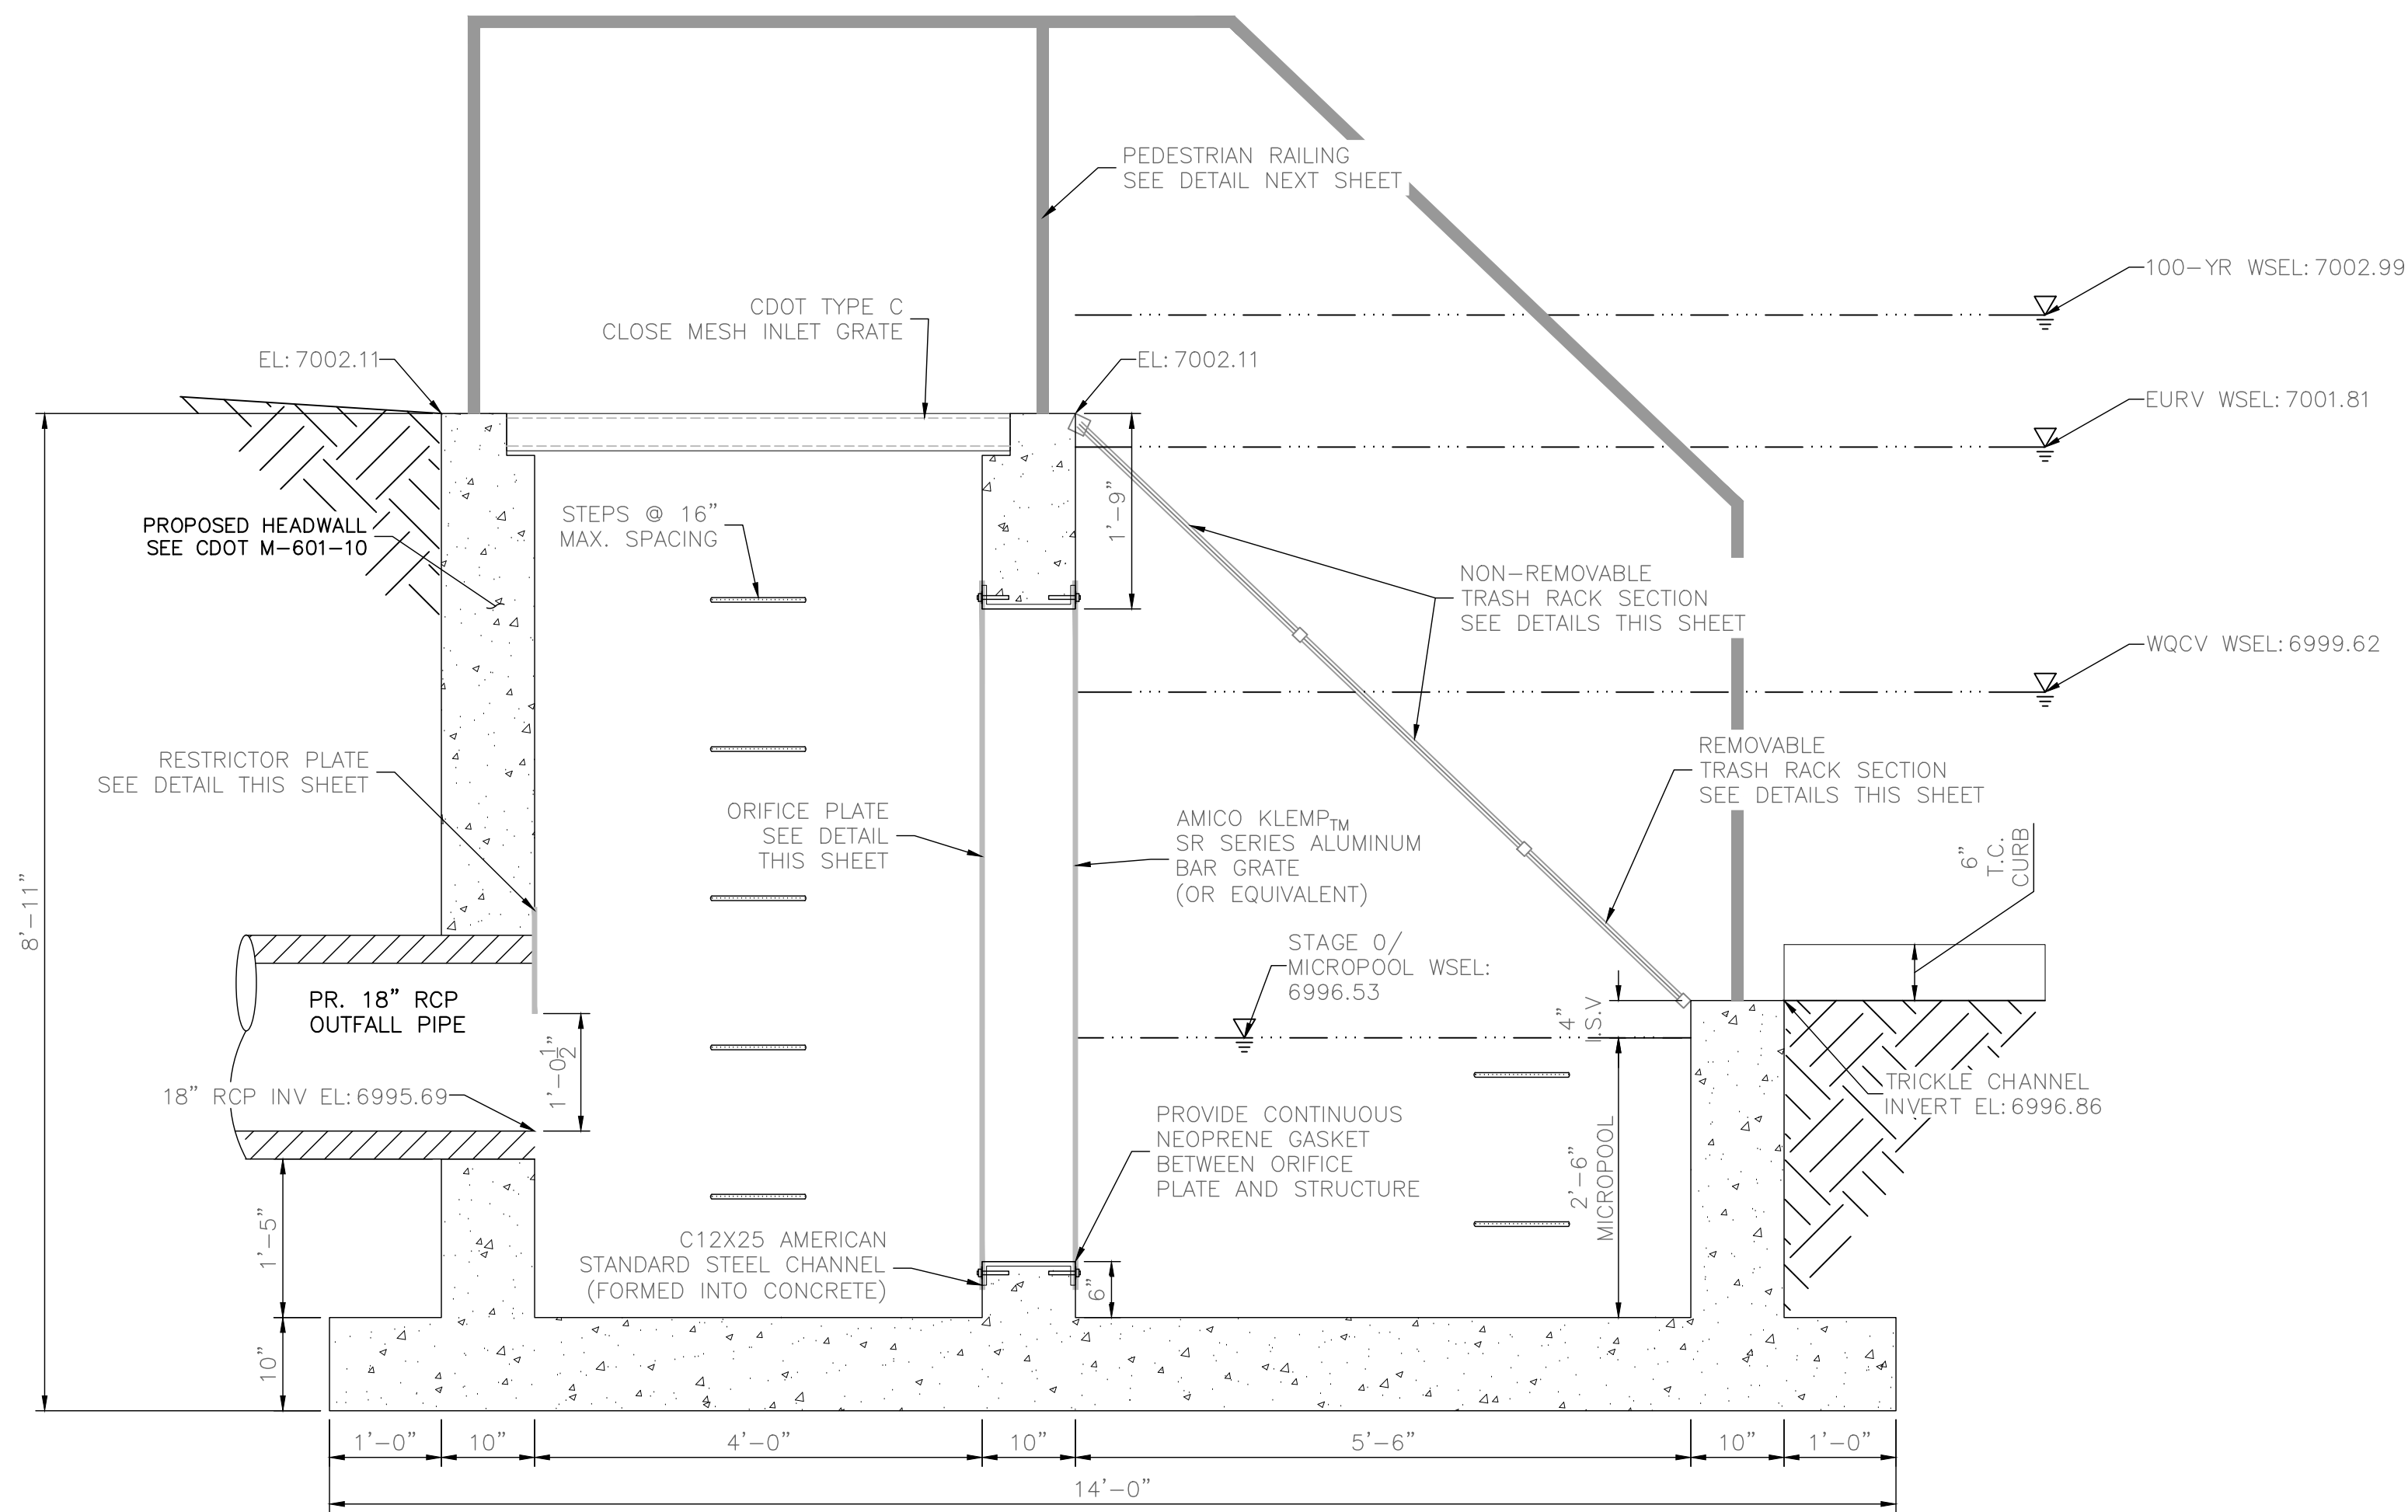 PEDESTRIAN RAILING
SEE DETAIL NEXT SHEET
100-YR WSEL: 7002.99
CDOT TYPE C
CLOSE MESH INLET GRATE
EL: 7002.11
EL: 7002.11
EURV WSEL: 7001.81
1'-9"
STEPS @ 16"
MAX. SPACING
PROPOSED HEADWALL
SEE CDOT M-601-10
NON-REMOVABLE
TRASH RACK SECTION
SEE DETAILS THIS SHEET
WQCV WSEL: 6999.62
RESTRICTOR PLATE
SEE DETAIL THIS SHEET
REMOVABLE
TRASH RACK SECTION
SEE DETAILS THIS SHEET
ORIFICE PLATE
SEE DETAIL
THIS SHEET
AMICO KLEMP™
SR SERIES ALUMINUM
BAR GRATE
(OR EQUIVALENT)
6"
T.C.
CURB
8'-11"
STAGE 0/
MICROPOOL WSEL:
6996.53
PR. 18" RCP
OUTFALL PIPE
4"
I.S.V
1'-0 1/2"
18" RCP INV EL: 6995.69
TRICKLE CHANNEL
INVERT EL: 6996.86
PROVIDE CONTINUOUS
NEOPRENE GASKET
BETWEEN ORIFICE
PLATE AND STRUCTURE
2'-6"
MICROPOOL
1'-5"
C12X25 AMERICAN
STANDARD STEEL CHANNEL
(FORMED INTO CONCRETE)
6"
10"
1'-0"
10"
4'-0"
10"
5'-6"
10"
1'-0"
14'-0"